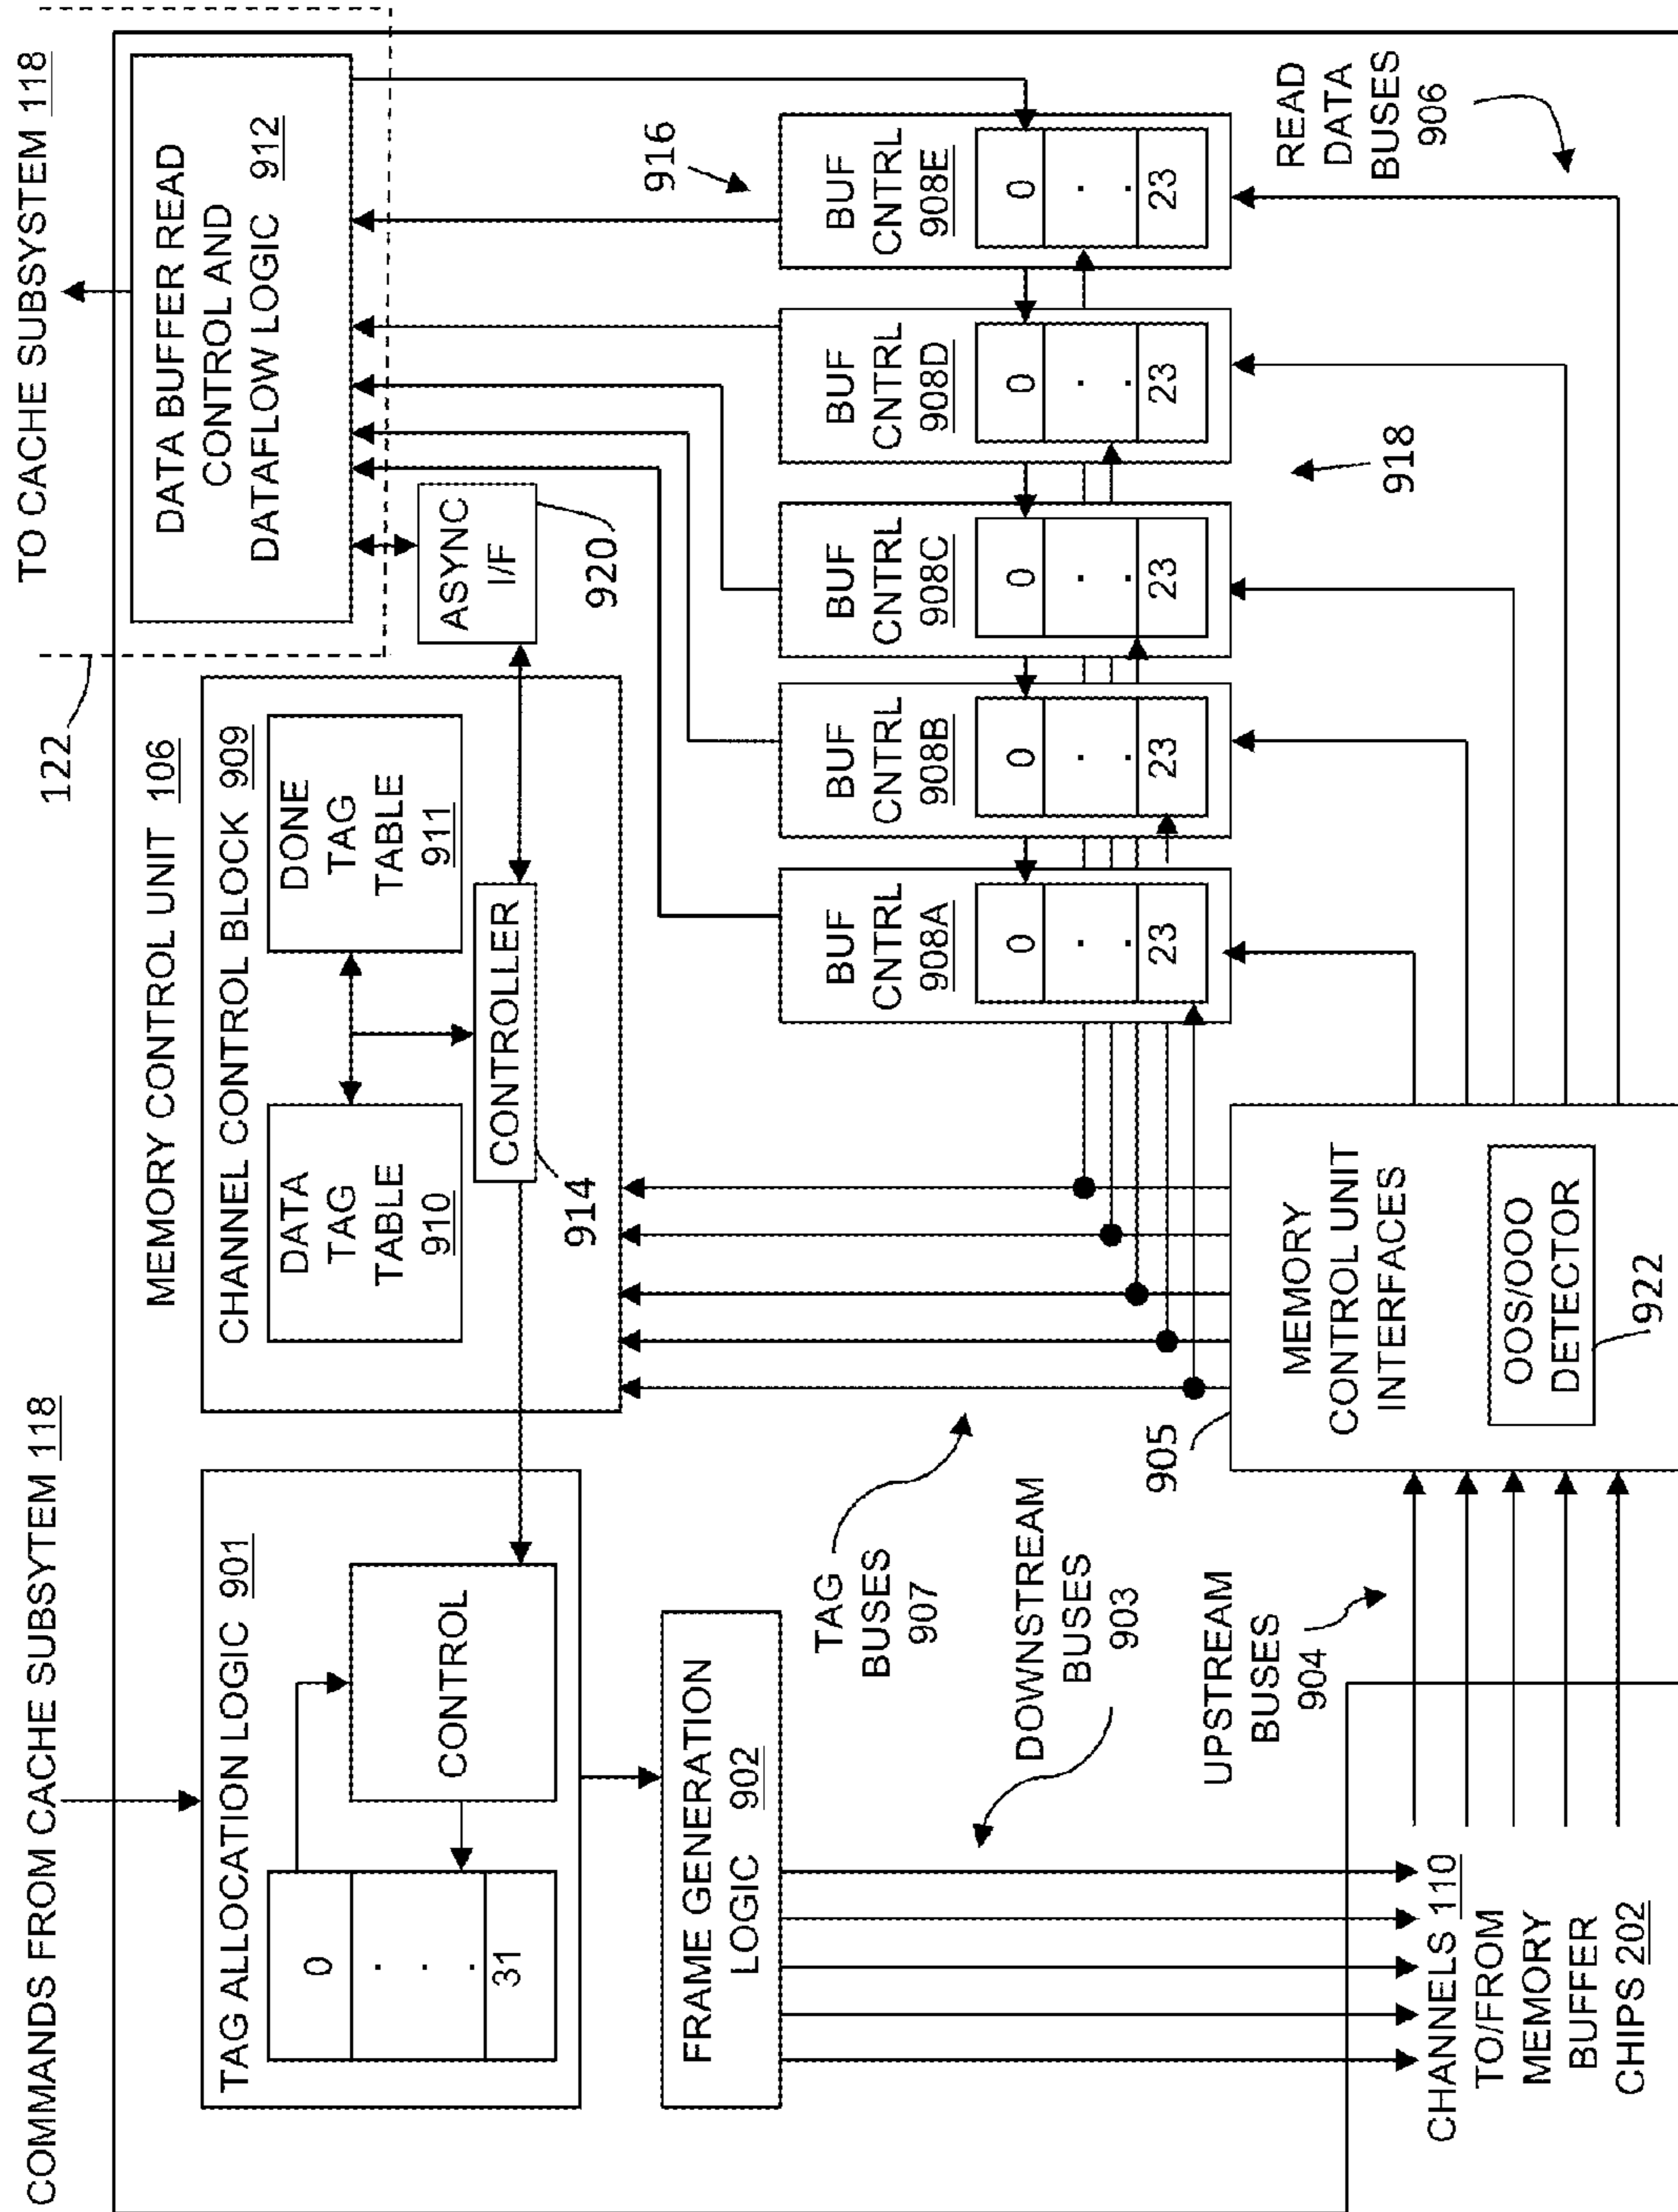 COMMANDS FROM CACHE SUBSYTEM 118
TO CACHE SUBSYSTEM 118
122
MEMORY CONTROL UNIT 106
TAG ALLOCATION LOGIC 901
0
.
.
.
31
CONTROL
CHANNEL CONTROL BLOCK 909
DATA
TAG
TABLE
910
DONE
TAG
TABLE
911
CONTROLLER
914
DATA BUFFER READ
CONTROL AND
DATAFLOW LOGIC 912
ASYNC
I/F
920
FRAME GENERATION
LOGIC 902
916
BUF
CNTRL
908A
0
.
.
23
BUF
CNTRL
908B
0
.
.
23
BUF
CNTRL
908C
0
.
.
23
BUF
CNTRL
908D
0
.
.
23
BUF
CNTRL
908E
0
.
.
23
TAG
BUSES
907
DOWNSTREAM
BUSES
903
UPSTREAM
BUSES
904
905
MEMORY
CONTROL UNIT
INTERFACES
OOS/OOO
DETECTOR
922
918
READ
DATA
BUSES
906
CHANNELS 110
TO/FROM
MEMORY
BUFFER
CHIPS 202